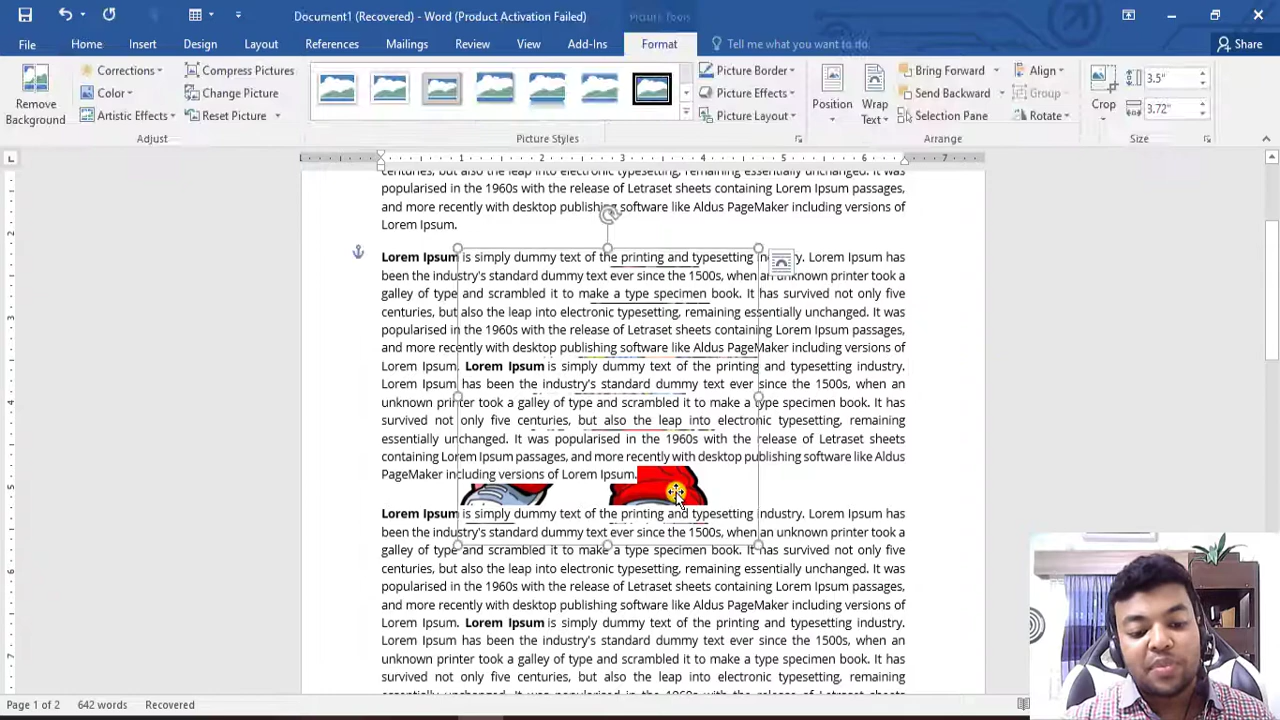 Document1 (Recovered) - Word (Product Activation Failed)
Picture Tools
File Home Insert Design Layout References Mailings Review View Add-Ins Format Tell me what you want to do. Share
Remove Background
Corrections
Color
Artistic Effects
Compress Pictures
Change Picture
Reset Picture
Adjust
Picture Styles
Picture Border
Picture Effects
Picture Layout
Position
Wrap Text
Bring Forward
Send Backward
Selection Pane
Align
Group
Rotate
Arrange
Crop
3.5"
3.72"
Size
1 2 3 4 5 6 7
centuries, but also the leap into electronic typesetting, remaining essentially unchanged. It was
popularised in the 1960s with the release of Letraset sheets containing Lorem Ipsum passages,
and more recently with desktop publishing software like Aldus PageMaker including versions of
Lorem Ipsum.
Lorem Ipsum is simply dummy text of the printing and typesetting industry. Lorem Ipsum has
been the industry's standard dummy text ever since the 1500s, when an unknown printer took a
galley of type and scrambled it to make a type specimen book. It has survived not only five
centuries, but also the leap into electronic typesetting, remaining essentially unchanged. It was
popularised in the 1960s with the release of Letraset sheets containing Lorem Ipsum passages,
and more recently with desktop publishing software like Aldus PageMaker including versions of
Lorem Ipsum. Lorem Ipsum is simply dummy text of the printing and typesetting industry.
Lorem Ipsum has been the industry's standard dummy text ever since the 1500s, when an
unknown printer took a galley of type and scrambled it to make a type specimen book. It has
survived not only five centuries, but also the leap into electronic typesetting, remaining
essentially unchanged. It was popularised in the 1960s with the release of Letraset sheets
containing Lorem Ipsum passages, and more recently with desktop publishing software like Aldus
PageMaker including versions of Lorem Ipsum.
Lorem Ipsum is simply dummy text of the printing and typesetting industry. Lorem Ipsum has
been the industry's standard dummy text ever since the 1500s, when an unknown printer took a
galley of type and scrambled it to make a type specimen book. It has survived not only five
centuries, but also the leap into electronic typesetting, remaining essentially unchanged. It was
popularised in the 1960s with the release of Letraset sheets containing Lorem Ipsum passages,
and more recently with desktop publishing software like Aldus PageMaker including versions of
Lorem Ipsum. Lorem Ipsum is simply dummy text of the printing and typesetting industry.
Lorem Ipsum has been the industry's standard dummy text ever since the 1500s, when an
unknown printer took a galley of type and scrambled it to make a type specimen book. It has
survived not only five centuries, but also the leap into electronic typesetting, remaining
Page 1 of 2 642 words Recovered